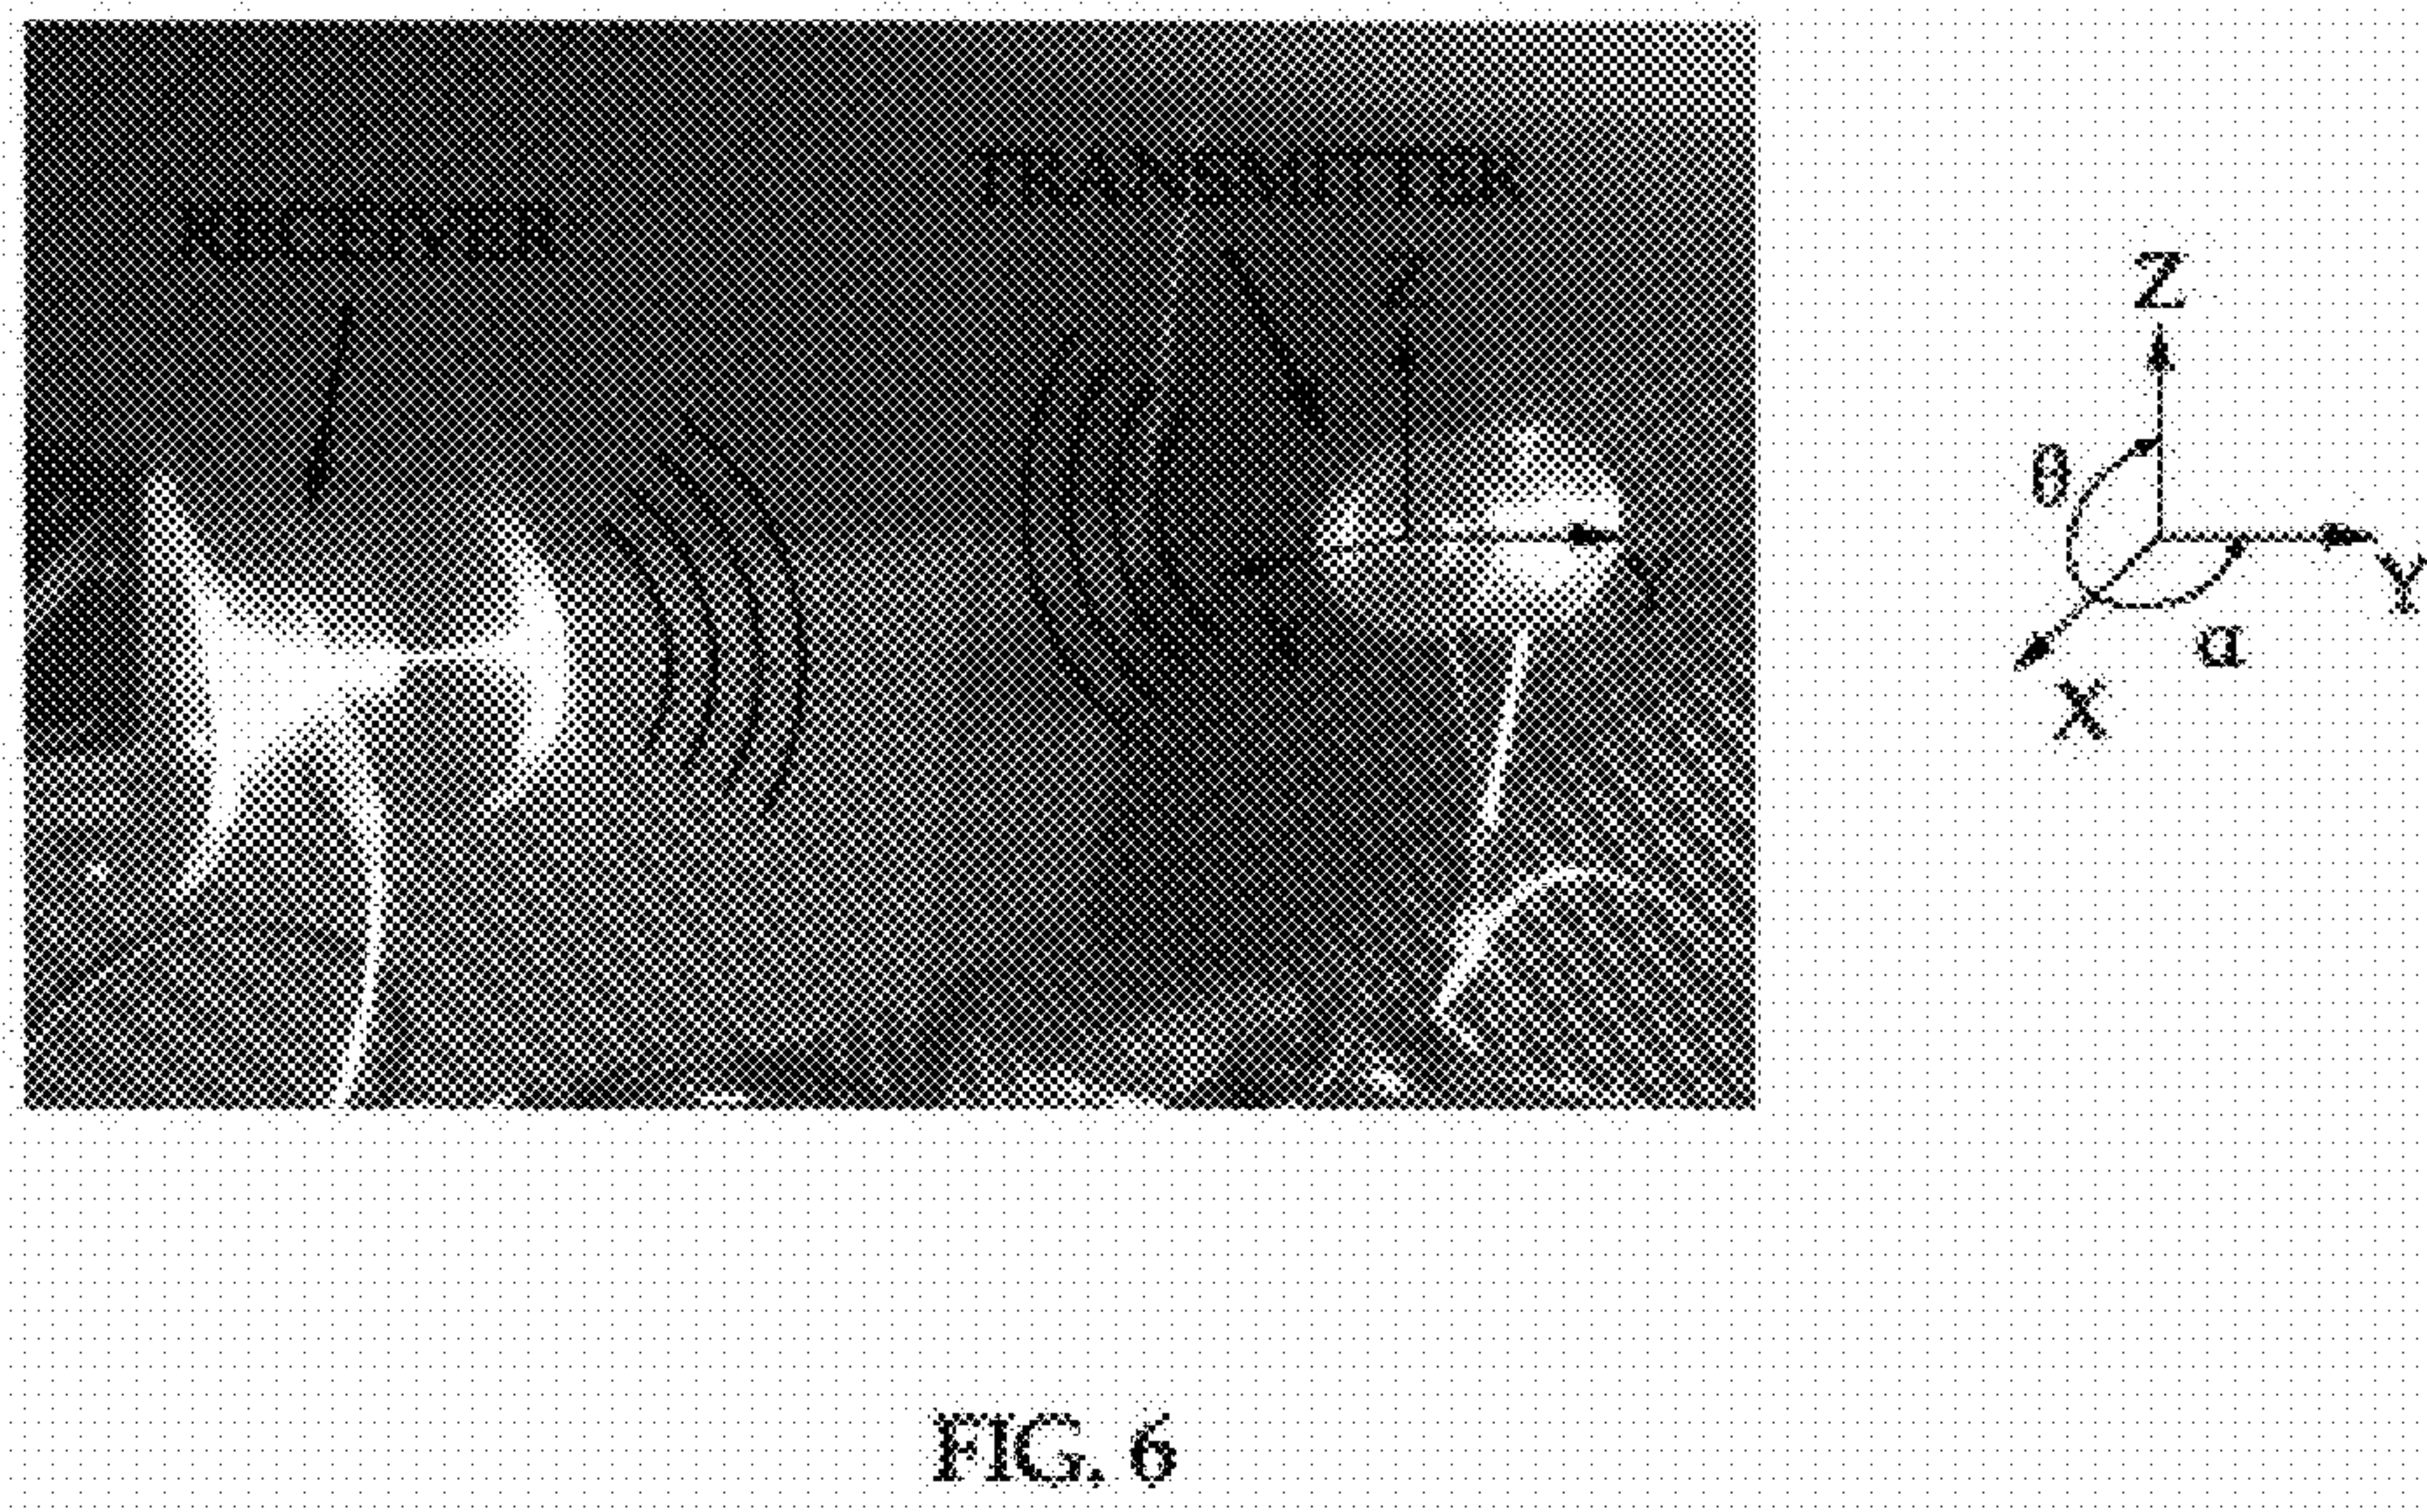 TRANSMITTER
RECEIVER
Z
Z
θ
Y
Y
α
X
FIG. 6